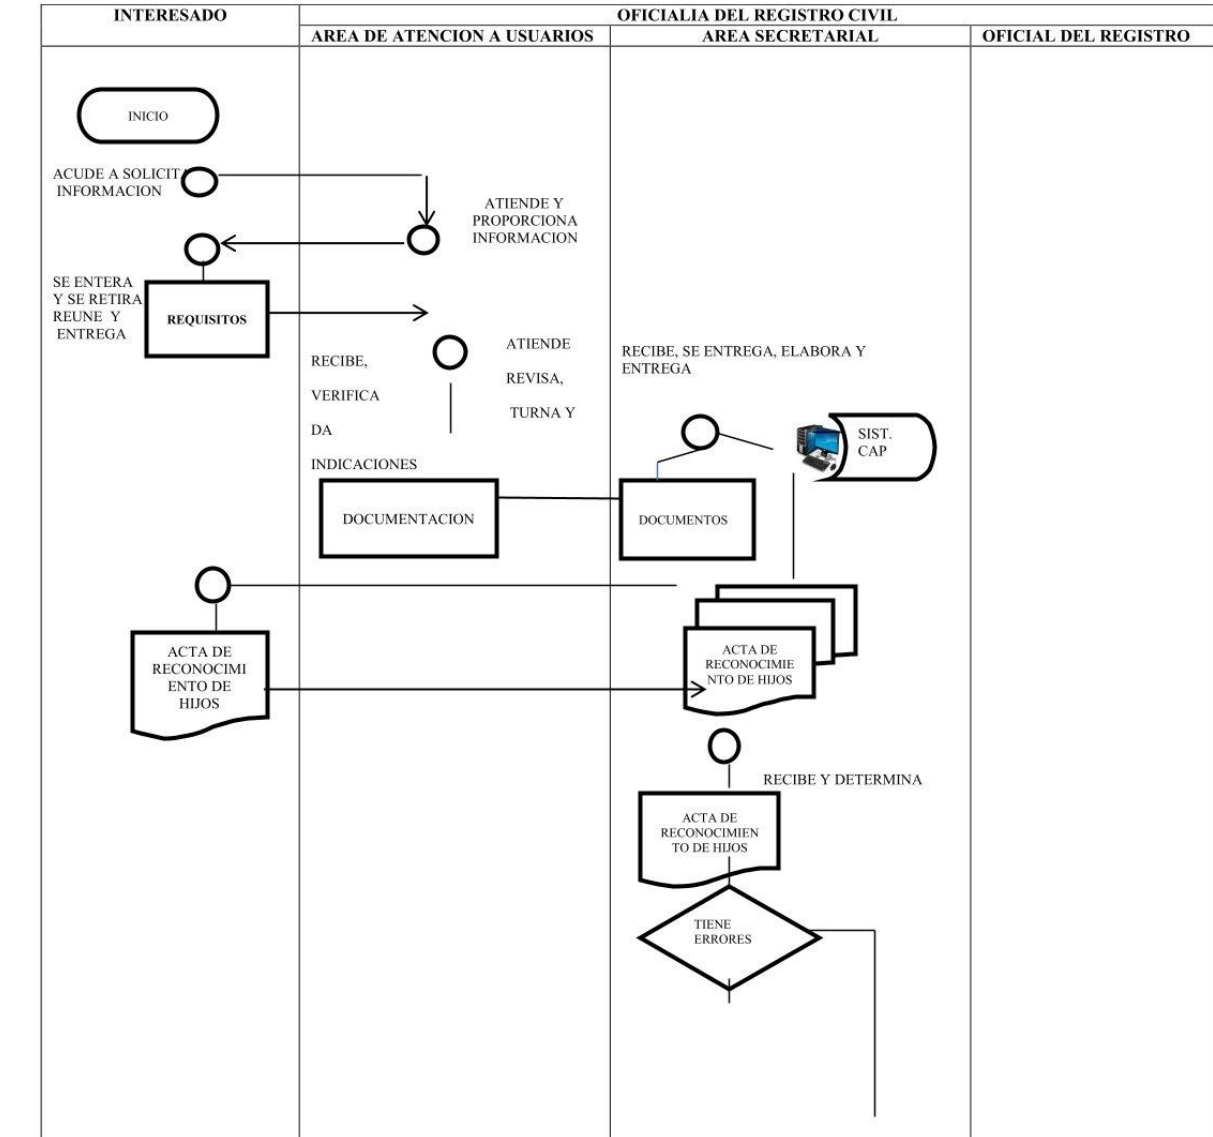 INTERESADO
OFICIALIA DEL REGISTRO CIVIL
AREA DE ATENCION A USUARIOS
AREA SECRETARIAL
OFICIAL DEL REGISTRO
INICIO
ACUDE A SOLICITA
INFORMACION
ATIENDE Y
PROPORCIONA
INFORMACION
SE ENTERA
Y SE RETIRA
REUNE Y
ENTREGA
REQUISITOS
RECIBE,
VERIFICA
DA
INDICACIONES
ATIENDE
REVISA,
TURNA Y
RECIBE, SE ENTREGA, ELABORA Y
ENTREGA
SIST.
CAP
DOCUMENTACION
DOCUMENTOS
ACTA DE
RECONOCIMI
ENTO DE
HIJOS
ACTA DE
RECONOCIMIE
NTO DE HIJOS
RECIBE Y DETERMINA
ACTA DE
RECONOCIMIEN
TO DE HIJOS
TIENE
ERRORES